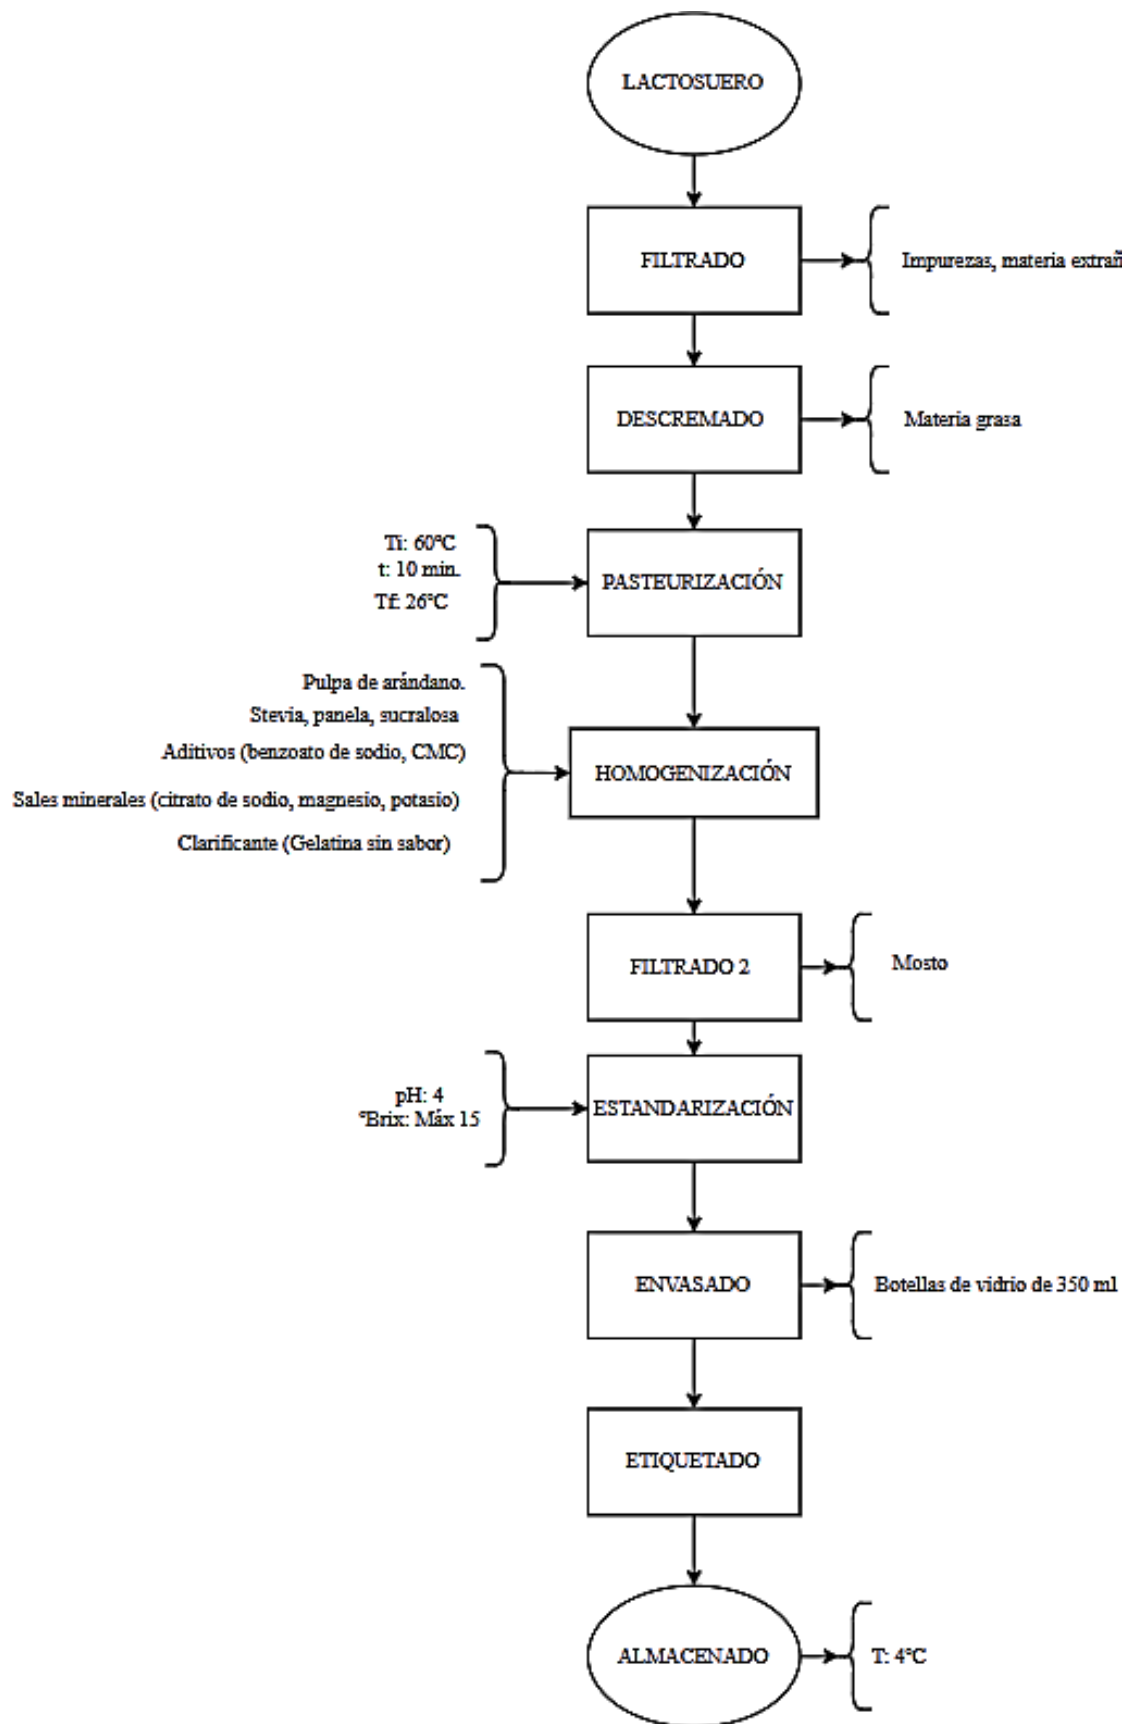 LACTOSUERO
FILTRADO
Impurezas, materia extrañ
DESCREMADO
Materia grasa
Ti: 60°C
t: 10 min.
Tf: 26°C
PASTEURIZACIÓN
Pulpa de arándano.
Stevia, panela, sucralosa
Aditivos (benzoato de sodio, CMC)
Sales minerales (citrato de sodio, magnesio, potasio)
Clarificante (Gelatina sin sabor)
HOMOGENIZACIÓN
FILTRADO 2
Mosto
pH: 4
°Brix: Máx 15
ESTANDARIZACIÓN
ENVASADO
Botellas de vidrio de 350 ml
ETIQUETADO
ALMACENADO
T: 4°C